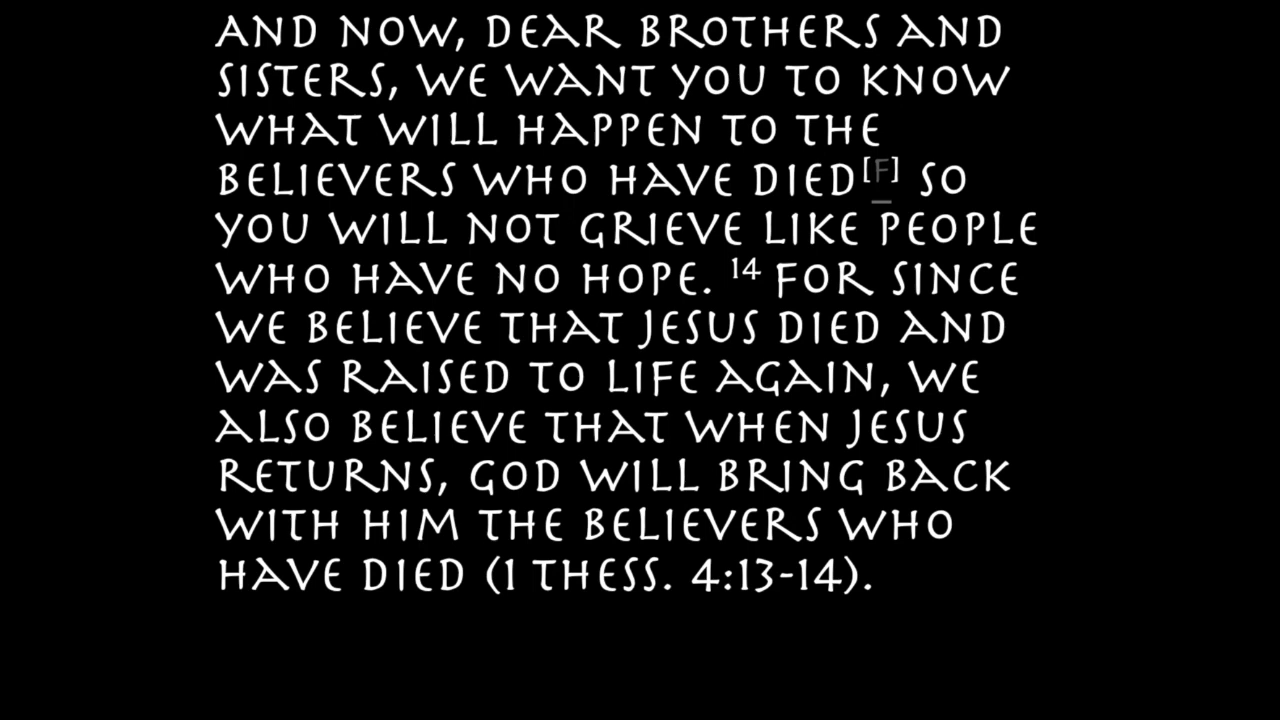 AND NOW, DEAR BROTHERS AND
SISTERS, WE WANT YOU TO KNOW
WHAT WILL HAPPEN TO THE
BELIEVERS WHO HAVE DIED[F] SO
YOU WILL NOT GRIEVE LIKE PEOPLE
WHO HAVE NO HOPE. 14 FOR SINCE
WE BELIEVE THAT JESUS DIED AND
WAS RAISED TO LIFE AGAIN, WE
ALSO BELIEVE THAT WHEN JESUS
RETURNS, GOD WILL BRING BACK
WITH HIM THE BELIEVERS WHO
HAVE DIED (1 THESS. 4:13-14).